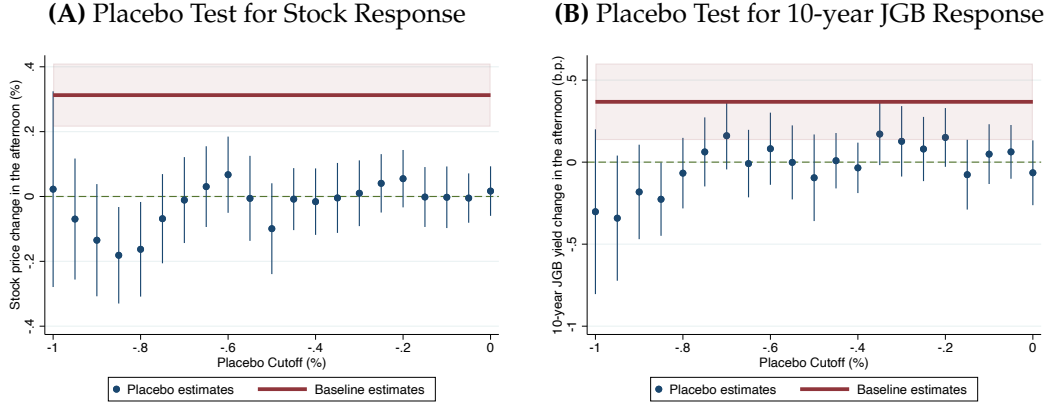 (A) Placebo Test for Stock Response
Stock price change in the afternoon (%)
.4
.2
0
-.2
-.4
-1
-.8
-.6
-.4
-.2
0
Placebo Cutoff (%)
Placebo estimates
Baseline estimates
(B) Placebo Test for 10-year JGB Response
10-year JGB yield change in the afternoon (b.p.)
.5
0
-.5
-1
-1
-.8
-.6
-.4
-.2
0
Placebo Cutoff (%)
Placebo estimates
Baseline estimates